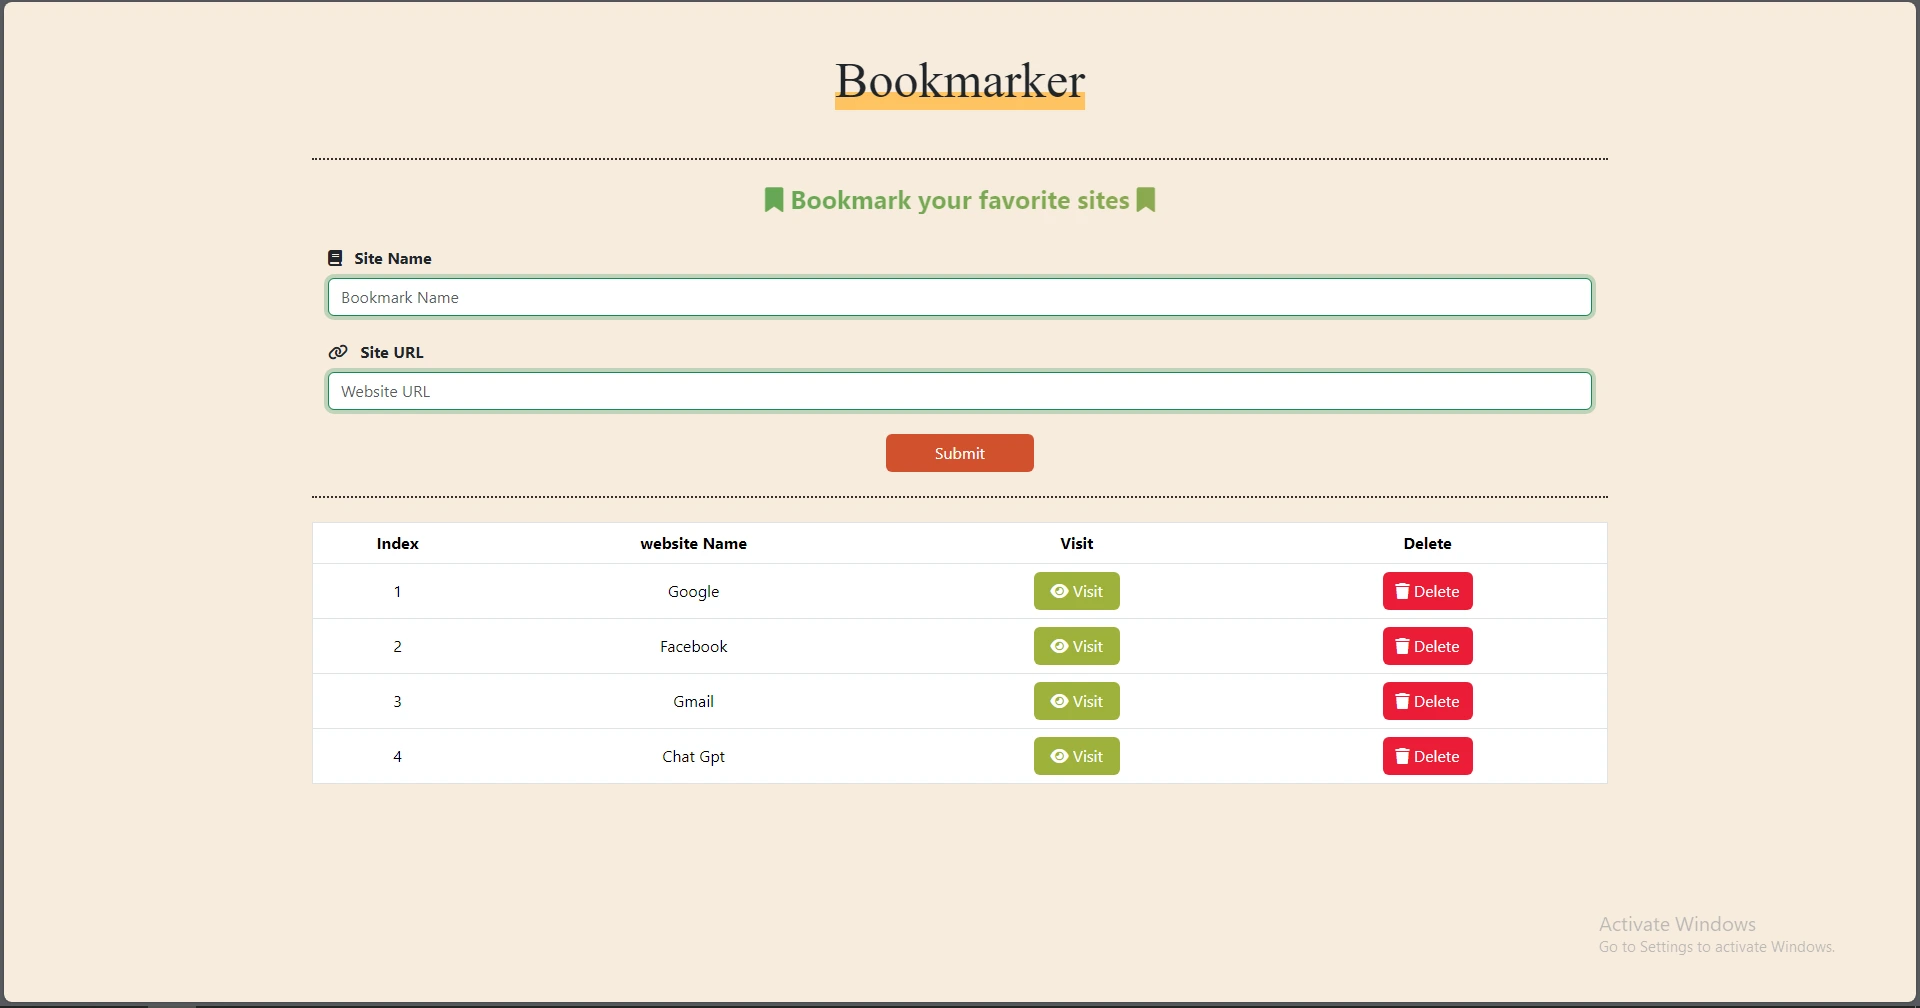 Bookmarker
Bookmark your favorite sites
Site Name
Bookmark Name
Site URL
Website URL
Submit
Index website Name Visit Delete
1 Google Visit Delete
2 Facebook Visit Delete
3 Gmail Visit Delete
4 Chat Gpt Visit Delete
Activate Windows
Go to Settings to activate Windows.